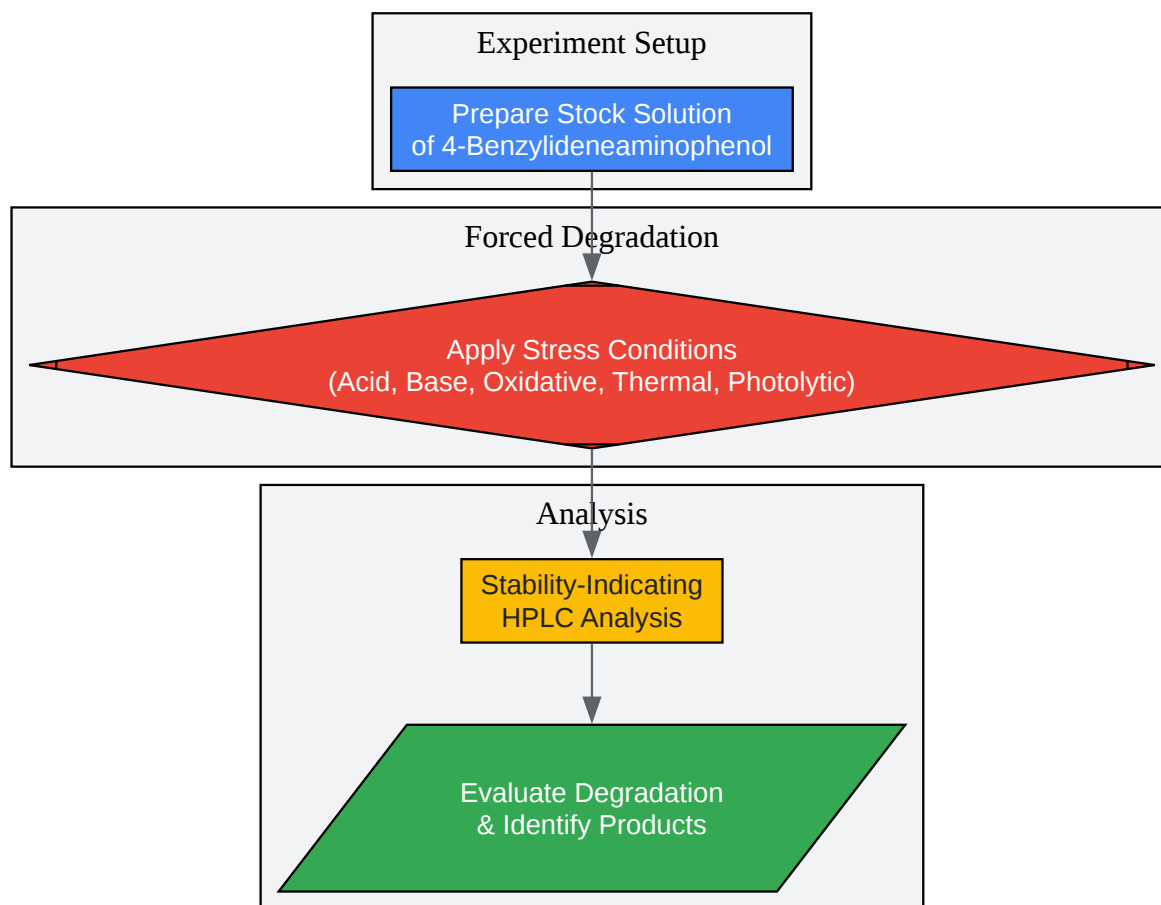 Experiment Setup
Prepare Stock Solution
of 4-Benzylideneaminophenol
Forced Degradation
Apply Stress Conditions
(Acid, Base, Oxidative, Thermal, Photolytic)
Analysis
Stability-Indicating
HPLC Analysis
Evaluate Degradation
& Identify Products